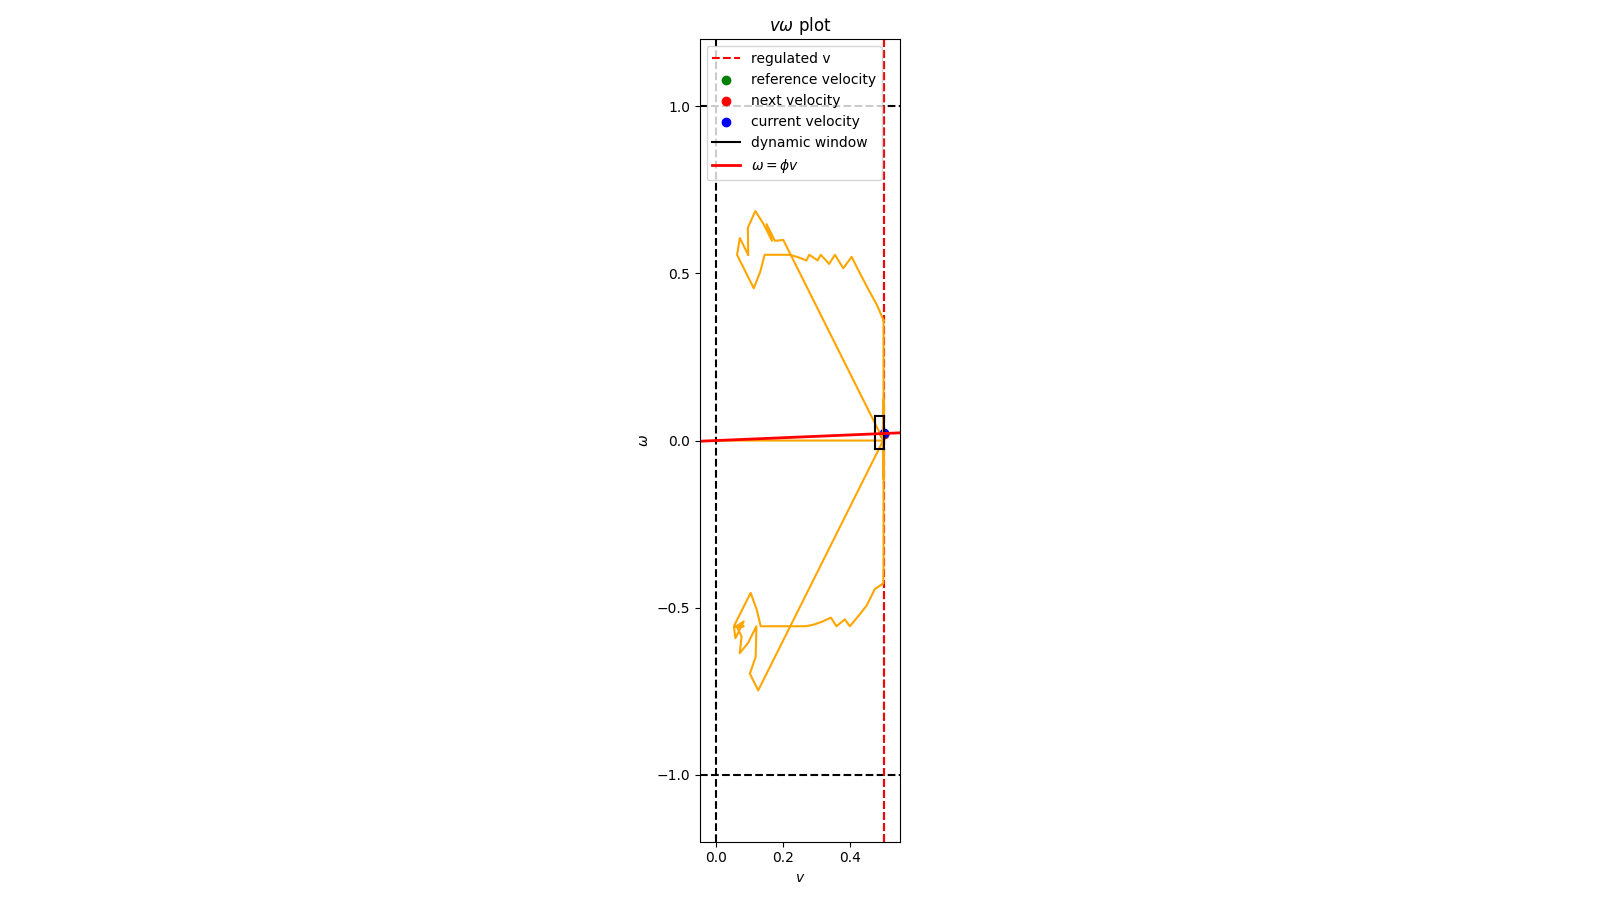 vω plot
regulated v
reference velocity
next velocity
current velocity
dynamic window
ω = ϕv
1.0
0.5
0.0
−0.5
−1.0
ω
0.0 0.2 0.4
v